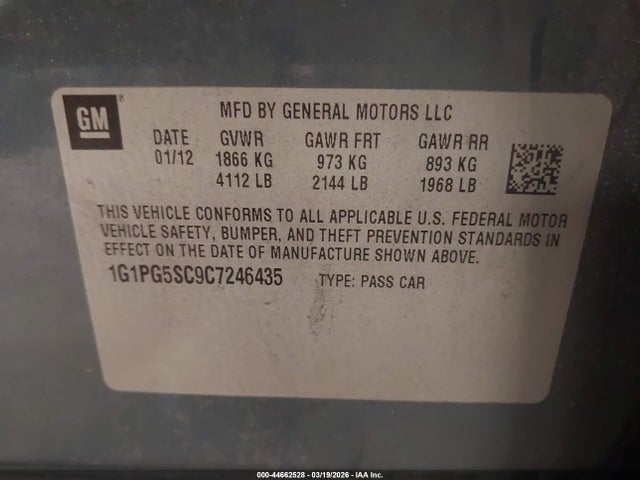 GM
MFD BY GENERAL MOTORS LLC
DATE GVWR GAWR FRT GAWR RR
01/12 1866 KG 973 KG 893 KG
4112 LB 2144 LB 1968 LB
THIS VEHICLE CONFORMS TO ALL APPLICABLE U.S. FEDERAL MOTOR
VEHICLE SAFETY, BUMPER, AND THEFT PREVENTION STANDARDS IN
EFFECT ON THE DATE OF MANUFACTURE SHOWN ABOVE.
1G1PG5SC9C7246435 TYPE: PASS CAR
000-44662528 - 03/19/2026 - IAA Inc.